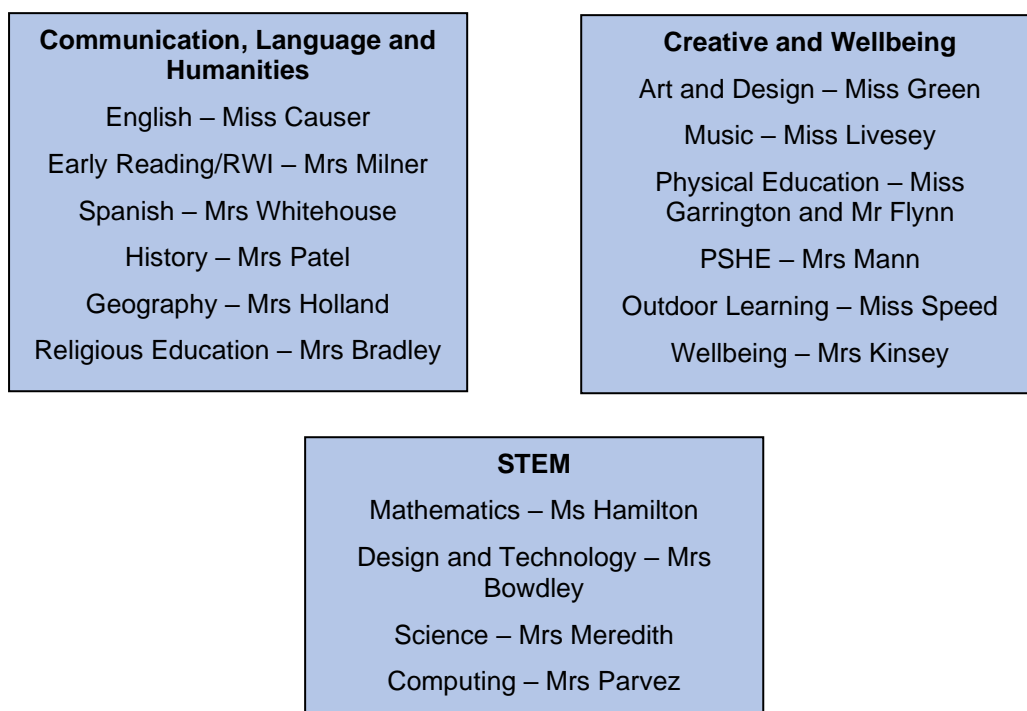 Communication, Language and
Humanities
English – Miss Causer
Early Reading/RWI – Mrs Milner
Spanish – Mrs Whitehouse
History – Mrs Patel
Geography – Mrs Holland
Religious Education – Mrs Bradley
Creative and Wellbeing
Art and Design – Miss Green
Music – Miss Livesey
Physical Education – Miss
Garrington and Mr Flynn
PSHE – Mrs Mann
Outdoor Learning – Miss Speed
Wellbeing – Mrs Kinsey
STEM
Mathematics – Ms Hamilton
Design and Technology – Mrs
Bowdley
Science – Mrs Meredith
Computing – Mrs Parvez